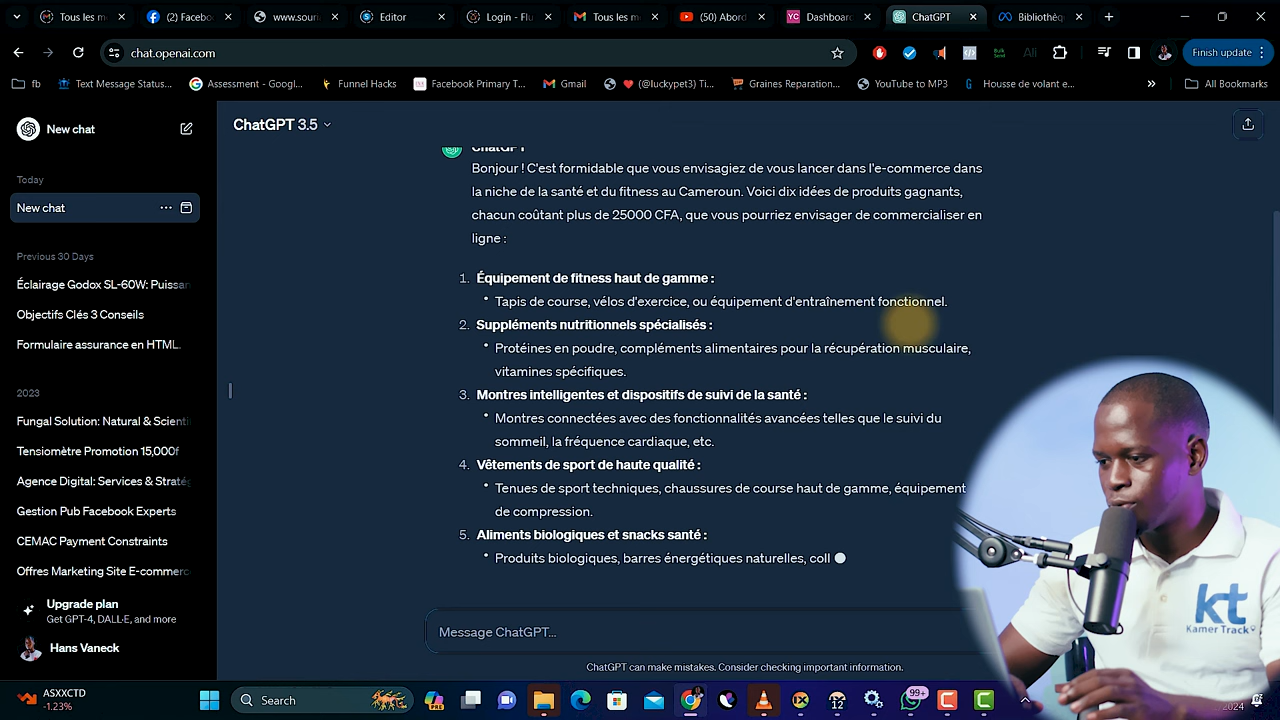 Tous les m
(2) Facebo
www.sour
Editor
Login - Flu
Tous les m
(50) Abord
Dashboard
ChatGPT
Bibliothèq
chat.openai.com
Finish update
fb
Text Message Status...
Assessment - Googl...
Funnel Hacks
Facebook Primary T...
Gmail
(@luckypet3) Ti...
Graines Reparation...
YouTube to MP3
Housse de volant e...
All Bookmarks
New chat
ChatGPT 3.5
Today
New chat
Previous 30 Days
Éclairage Godox SL-60W: Puissan
Objectifs Clés 3 Conseils
Formulaire assurance en HTML.
2023
Fungal Solution: Natural & Scienti
Tensiomètre Promotion 15,000f
Agence Digital: Services & Straté
Gestion Pub Facebook Experts
CEMAC Payment Constraints
Offres Marketing Site E-commerc
Upgrade plan
Get GPT-4, DALL·E, and more
Hans Vaneck
ChatGPT
Bonjour ! C'est formidable que vous envisagiez de vous lancer dans l'e-commerce dans
la niche de la santé et du fitness au Cameroun. Voici dix idées de produits gagnants,
chacun coûtant plus de 25000 CFA, que vous pourriez envisager de commercialiser en
ligne :
1. Équipement de fitness haut de gamme :
• Tapis de course, vélos d'exercice, ou équipement d'entraînement fonctionnel.
2. Suppléments nutritionnels spécialisés :
• Protéines en poudre, compléments alimentaires pour la récupération musculaire,
vitamines spécifiques.
3. Montres intelligentes et dispositifs de suivi de la santé :
• Montres connectées avec des fonctionnalités avancées telles que le suivi du
sommeil, la fréquence cardiaque, etc.
4. Vêtements de sport de haute qualité :
• Tenues de sport techniques, chaussures de course haut de gamme, équipement
de compression.
5. Aliments biologiques et snacks santé :
• Produits biologiques, barres énergétiques naturelles, coll
Message ChatGPT...
ChatGPT can make mistakes. Consider checking important information.
kt
Kamer Track
ASXXCTD
-1.23%
Search
99+
12
2024